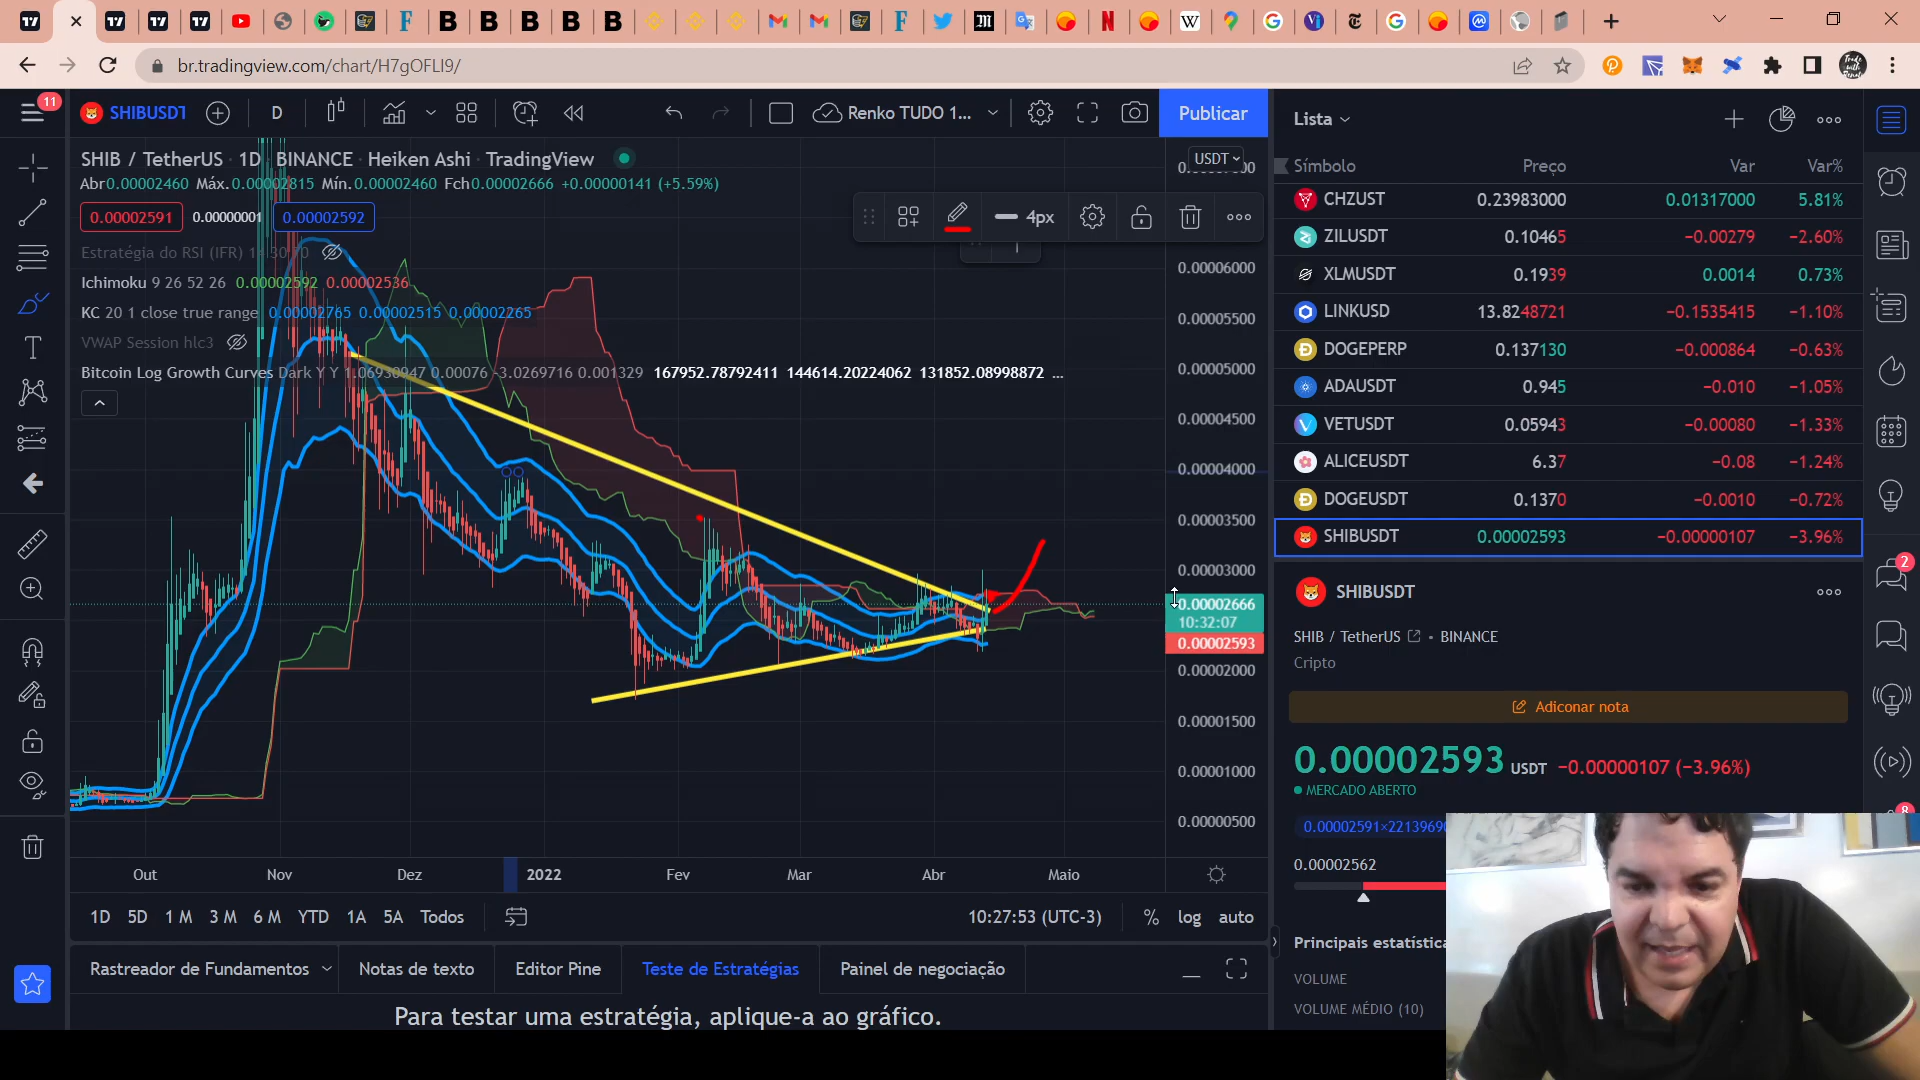 br.tradingview.com/chart/H7gOFLI9/
11
SHIBUSDT
D
Renko TUDO 1...
Publicar
SHIB / TetherUS · 1D · BINANCE · Heiken Ashi · TradingView
Abr0.00002460 Máx.0.00002815 Mín.0.00002460 Fch0.00002666 +0.00000141 (+5.59%)
0.00002591
0.00000001
0.00002592
Estratégia do RSI (IFR)
Ichimoku 9 26 52 26 0.00002592 0.00002536
KC 20 1 close true range 0.00002765 0.00002515 0.00002265
VWAP Session hlc3
Bitcoin Log Growth Curves Dark Y Y 1.06930947 0.00076 -3.0269716 0.001329 167952.78792411 144614.20224062 131852.08998872 ...
4px
USDT
0.00006000
0.00005500
0.00005000
0.00004500
0.00004000
0.00003500
0.00003000
0.00002666
10:32:07
0.00002593
0.00002000
0.00001500
0.00001000
0.00000500
Out Nov Dez 2022 Fev Mar Abr Maio
1D 5D 1 M 3 M 6 M YTD 1A 5A Todos
10:27:53 (UTC-3) % log auto
Rastreador de Fundamentos
Notas de texto
Editor Pine
Teste de Estratégias
Painel de negociação
Para testar uma estratégia, aplique-a ao gráfico.
Lista
Símbolo Preço Var Var%
CHZUST 0.23983000 0.01317000 5.81%
ZILUSDT 0.10465 −0.00279 −2.60%
XLMUSDT 0.1939 0.0014 0.73%
LINKUSD 13.8248721 −0.1535415 −1.10%
DOGEPERP 0.137130 −0.000864 −0.63%
ADAUSDT 0.945 −0.010 −1.05%
VETUSDT 0.05943 −0.00080 −1.33%
ALICEUSDT 6.37 −0.08 −1.24%
DOGEUSDT 0.1370 −0.0010 −0.72%
SHIBUSDT 0.00002593 −0.00000107 −3.96%
SHIBUSDT
SHIB / TetherUS • BINANCE
Cripto
Adiconar nota
0.00002593 USDT −0.00000107 (−3.96%)
MERCADO ABERTO
0.00002562
Principais estatística
VOLUME
VOLUME MÉDIO (10)
2
8